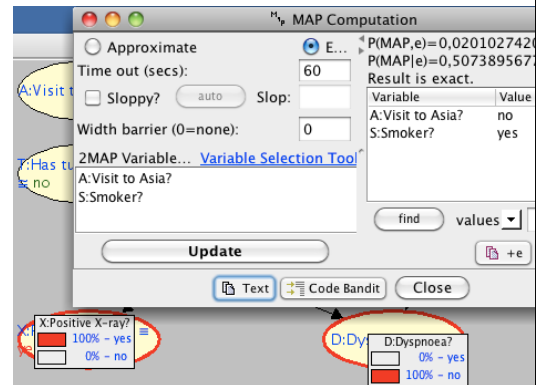 MAP Computation
Approximate
E...
Time out (secs):
60
Sloppy?
auto
Slop:
Width barrier (0=none):
0
2MAP Variable... Variable Selection Tool
A:Visit to Asia?
S:Smoker?
Update
P(MAP,e)=0,020102742
P(MAP|e)=0,507389567
Result is exact.
Variable Value
A:Visit to Asia? no
S:Smoker? yes
find
values
+e
Text
Code Bandit
Close
A:Visit t
T:Has tu
≡ no
X:Positive X-ray?
100% - yes
0% - no
D:Dys
D:Dyspnoea?
0% - yes
100% - no